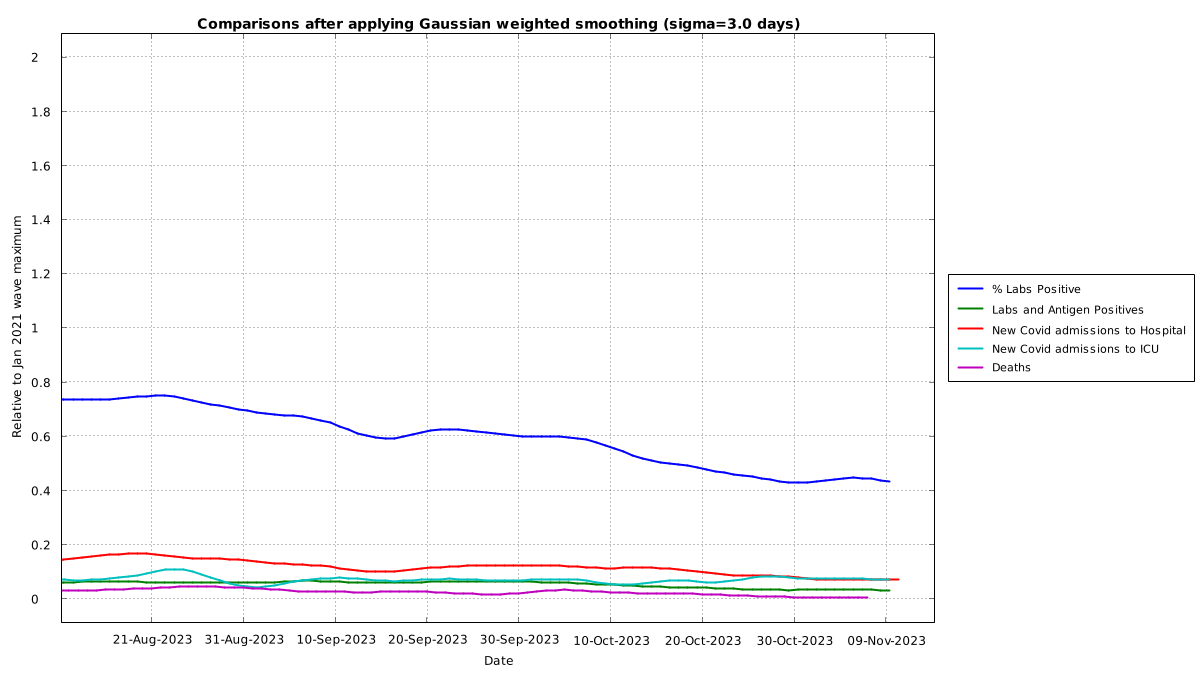 Comparisons after applying Gaussian weighted smoothing (sigma=3.0 days)
Relative to Jan 2021 wave maximum
2
1.8
1.6
1.4
1.2
1
0.8
0.6
0.4
0.2
0
21-Aug-2023 31-Aug-2023 10-Sep-2023 20-Sep-2023 30-Sep-2023 10-Oct-2023 20-Oct-2023 30-Oct-2023 09-Nov-2023
Date
% Labs Positive
Labs and Antigen Positives
New Covid admissions to Hospital
New Covid admissions to ICU
Deaths